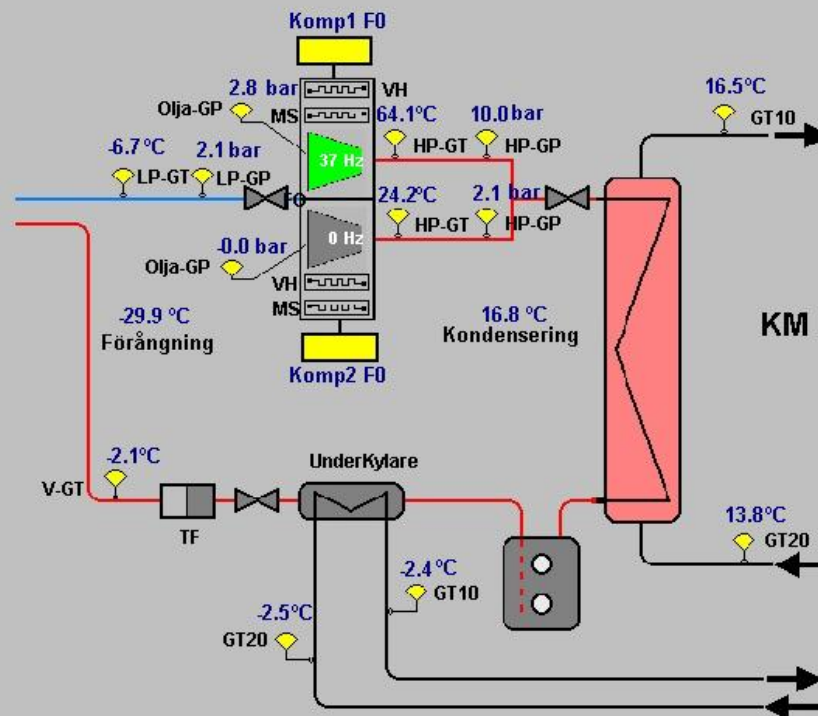 Komp1 F0
2.8 bar
VH
Olja-GP
MS
64.1°C
10.0 bar
16.5°C
GT10
-6.7 °C
2.1 bar
37 Hz
HP-GT
HP-GP
LP-GT
LP-GP
24.2°C
2.1 bar
-0.0 bar
0 Hz
HP-GT
HP-GP
Olja-GP
VH
-29.9 °C
MS
16.8 °C
KM
Förångning
Kondensering
Komp2 F0
-2.1°C
UnderKylare
V-GT
TF
13.8°C
GT20
-2.4°C
GT10
-2.5°C
GT20